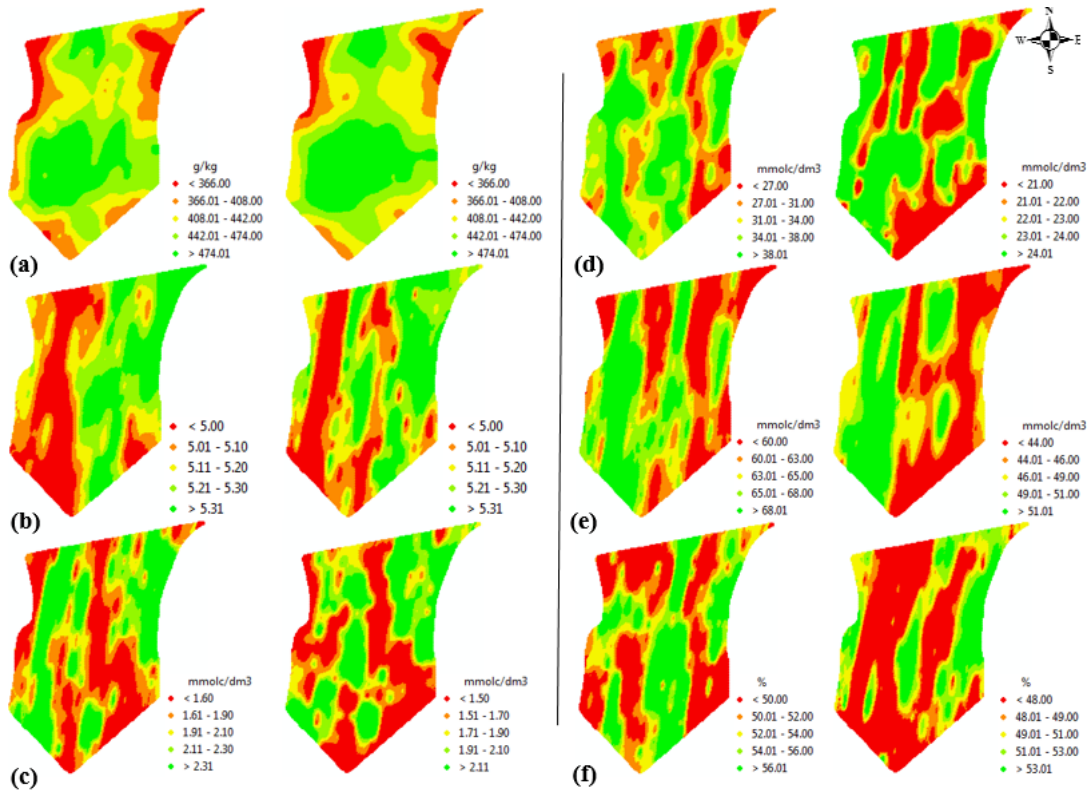 N
W E
S
g/kg
< 366.00
366.01 - 408.00
408.01 - 442.00
442.01 - 474.00
> 474.01
(a)
g/kg
< 366.00
366.01 - 408.00
408.01 - 442.00
442.01 - 474.00
> 474.01
< 5.00
5.01 - 5.10
5.11 - 5.20
5.21 - 5.30
> 5.31
(b)
< 5.00
5.01 - 5.10
5.11 - 5.20
5.21 - 5.30
> 5.31
mmolc/dm3
< 1.60
1.61 - 1.90
1.91 - 2.10
2.11 - 2.30
> 2.31
(c)
mmolc/dm3
< 1.50
1.51 - 1.70
1.71 - 1.90
1.91 - 2.10
> 2.11
mmolc/dm3
< 27.00
27.01 - 31.00
31.01 - 34.00
34.01 - 38.00
> 38.01
(d)
mmolc/dm3
< 21.00
21.01 - 22.00
22.01 - 23.00
23.01 - 24.00
> 24.01
mmolc/dm3
< 60.00
60.01 - 63.00
63.01 - 65.00
65.01 - 68.00
> 68.01
(e)
mmolc/dm3
< 44.00
44.01 - 46.00
46.01 - 49.00
49.01 - 51.00
> 51.01
%
< 50.00
50.01 - 52.00
52.01 - 54.00
54.01 - 56.00
> 56.01
(f)
%
< 48.00
48.01 - 49.00
49.01 - 51.00
51.01 - 53.00
> 53.01